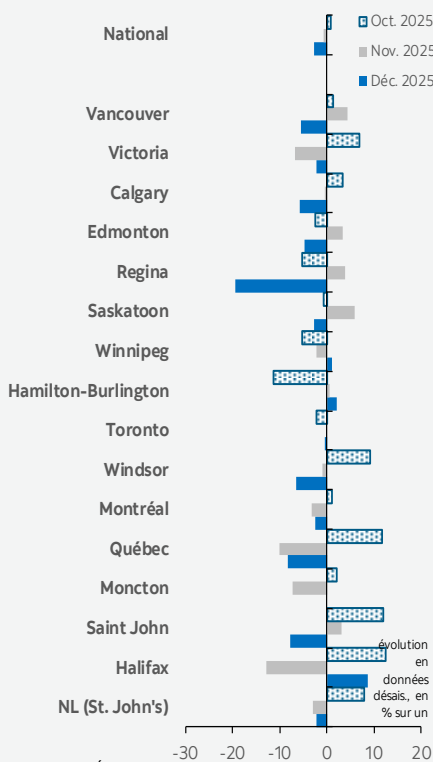 Oct. 2025
National
Nov. 2025
Déc. 2025
Vancouver
Victoria
Calgary
Edmonton
Regina
Saskatoon
Winnipeg
Hamilton-Burlington
Toronto
Windsor
Montréal
Québec
Moncton
Saint John
Halifax
NL (St. John's)
évolution
en
données
désais., en
% sur un
-30 -20 -10 0 10 20